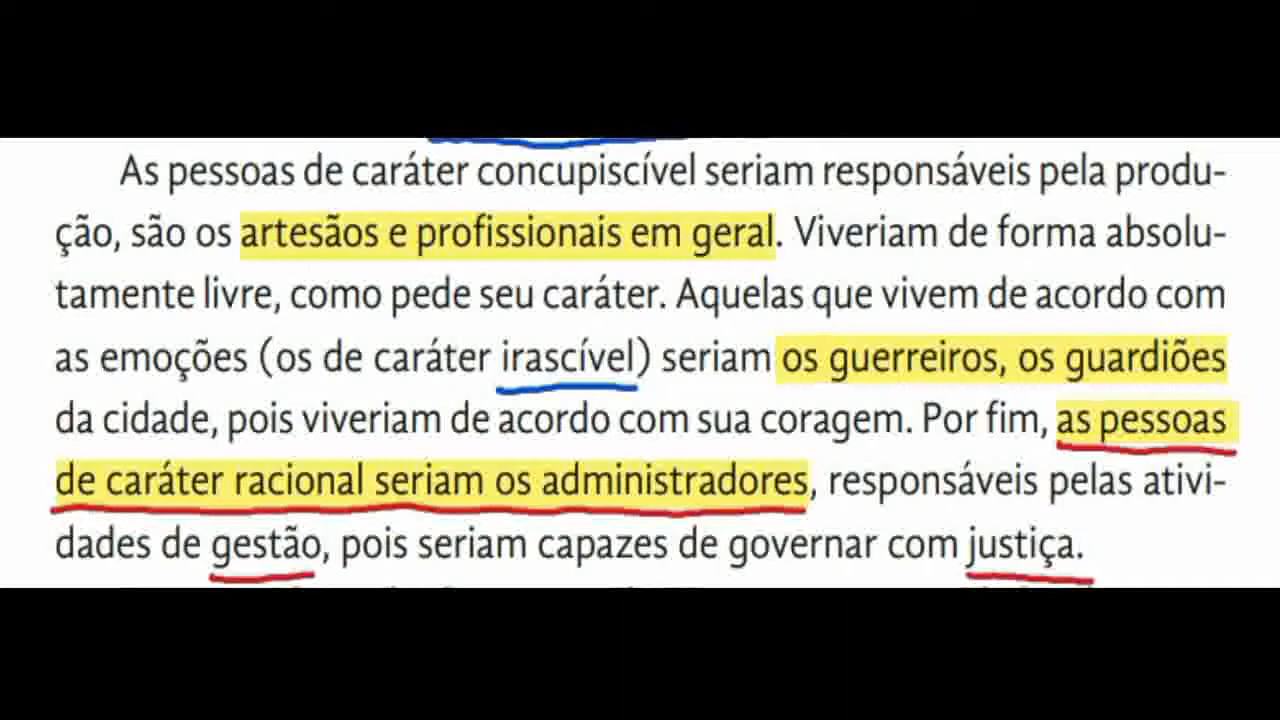 As pessoas de caráter concupiscível seriam responsáveis pela produ-
ção, são os artesãos e profissionais em geral. Viveriam de forma absolu-
tamente livre, como pede seu caráter. Aquelas que vivem de acordo com
as emoções (os de caráter irascível) seriam os guerreiros, os guardiões
da cidade, pois viveriam de acordo com sua coragem. Por fim, as pessoas
de caráter racional seriam os administradores, responsáveis pelas ativi-
dades de gestão, pois seriam capazes de governar com justiça.